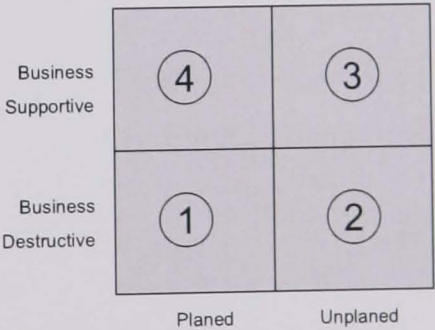 Business
Supportive
4
3
Business
Destructive
1
2
Planed
Unplaned